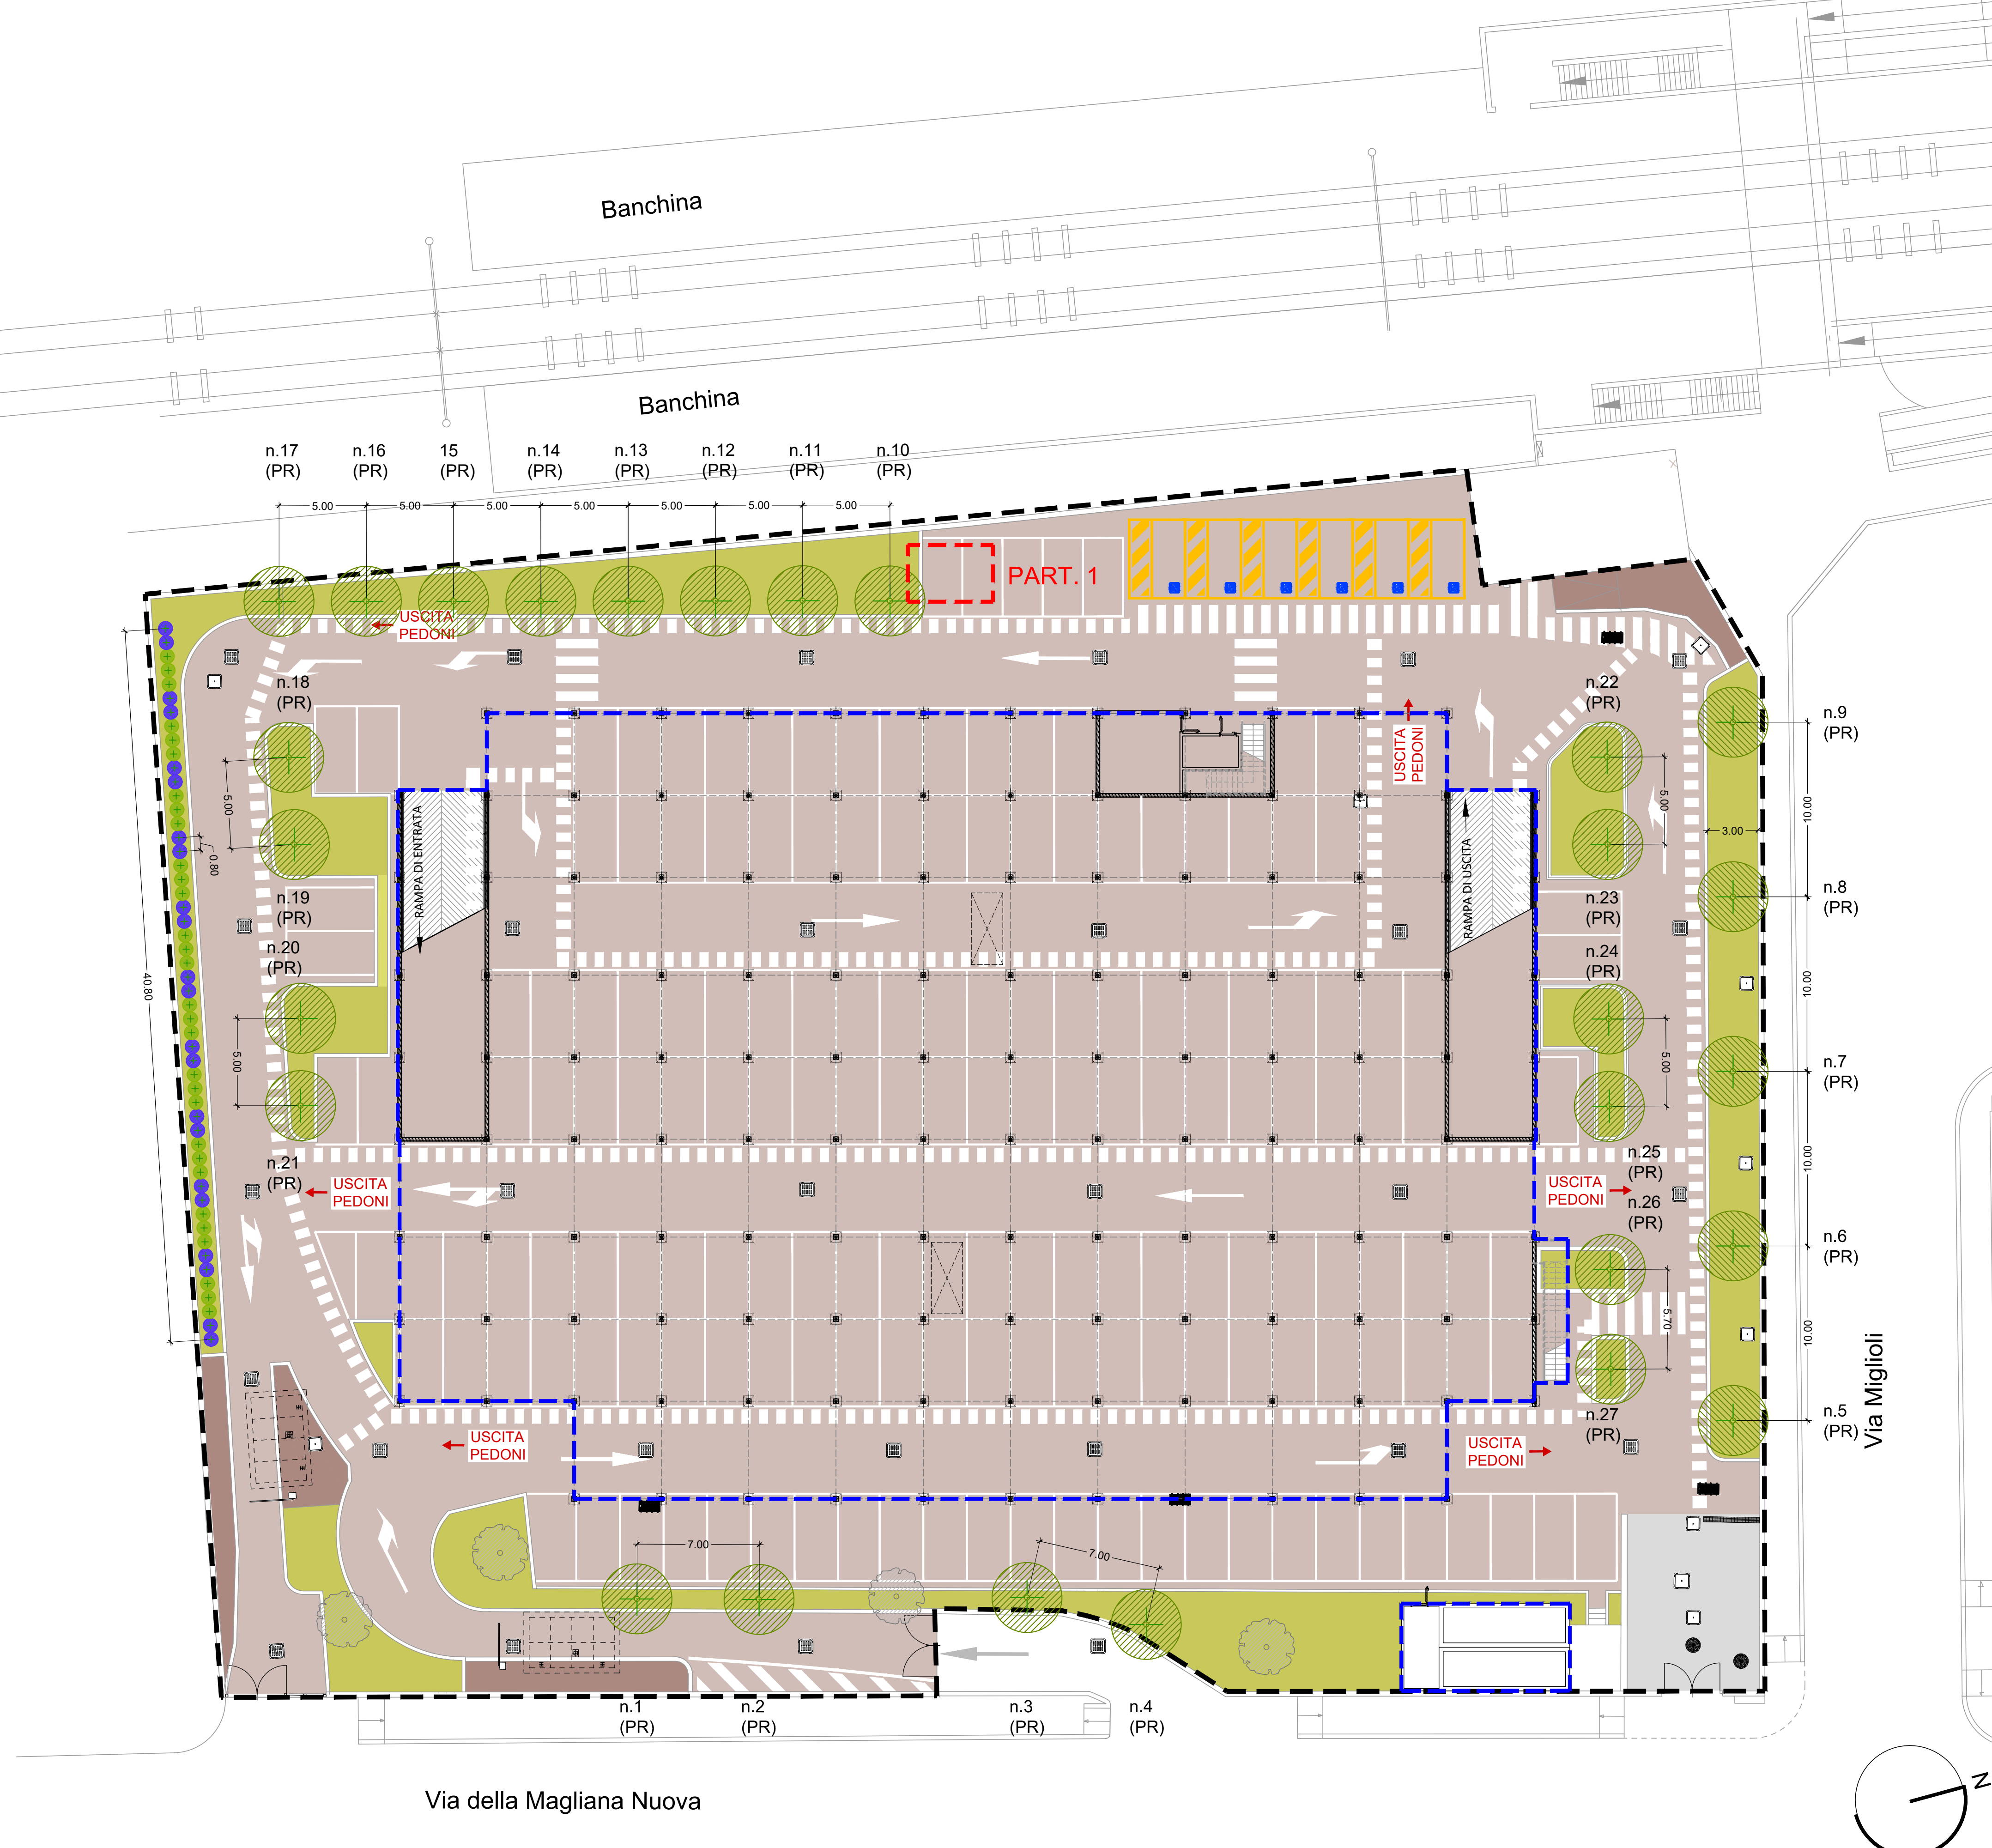 Banchina
Banchina
n.17
(PR)
n.16
(PR)
15
(PR)
n.14
(PR)
n.13
(PR)
n.12
(PR)
n.11
(PR)
n.10
(PR)
5.00
5.00
5.00
5.00
5.00
5.00
5.00
PART. 1
USCITA
PEDONI
n.18
(PR)
n.22
(PR)
n.9
(PR)
USCITA
PEDONI
5.00
5.00
10.00
3.00
0.80
RAMPA DI ENTRATA
RAMPA DI USCITA
n.8
(PR)
n.19
(PR)
n.23
(PR)
n.20
(PR)
n.24
(PR)
40.80
10.00
5.00
5.00
n.7
(PR)
n.21
(PR)
n.25
(PR)
10.00
USCITA
PEDONI
USCITA
PEDONI
n.26
(PR)
n.6
(PR)
5.70
10.00
Via Miglioli
n.27
(PR)
n.5
(PR)
USCITA
PEDONI
USCITA
PEDONI
7.00
7.00
n.1
(PR)
n.2
(PR)
n.3
(PR)
n.4
(PR)
Via della Magliana Nuova
N